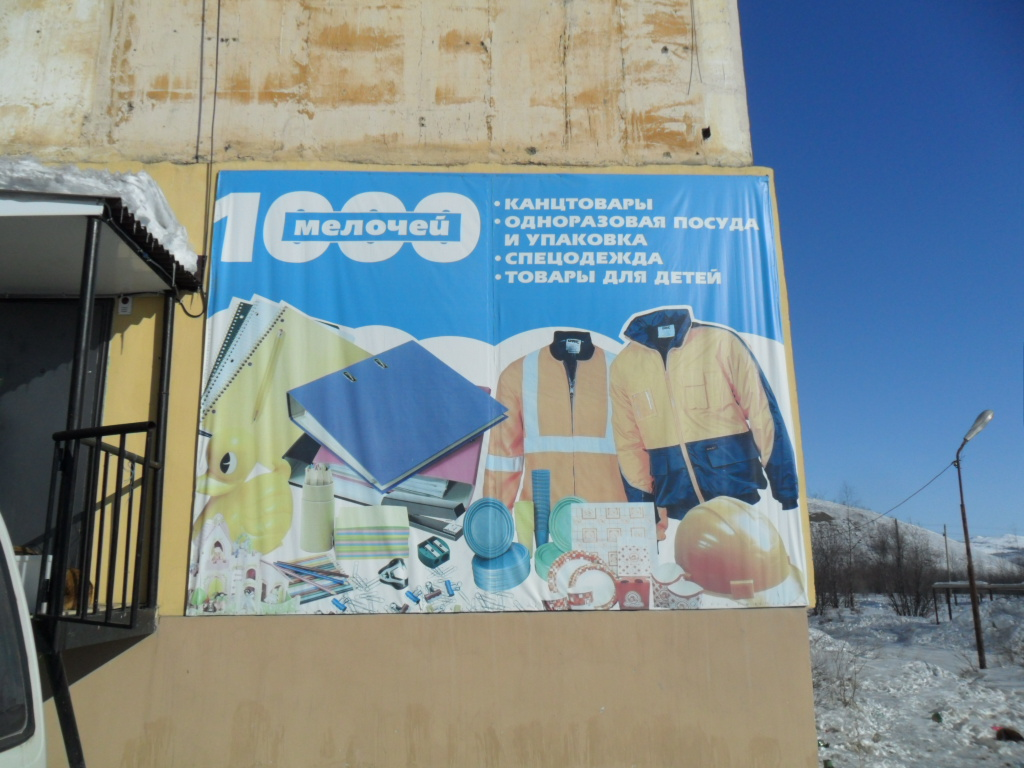 1000
мелочей
• КАНЦТОВАРЫ
• ОДНОРАЗОВАЯ ПОСУДА
И УПАКОВКА
• СПЕЦОДЕЖДА
• ТОВАРЫ ДЛЯ ДЕТЕЙ